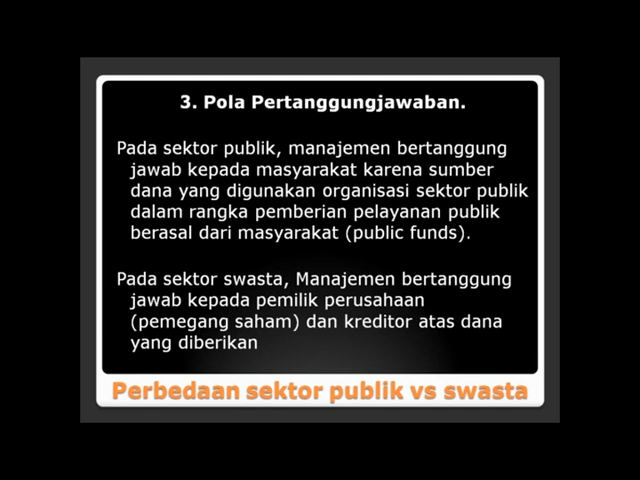 3. Pola Pertanggungjawaban.
Pada sektor publik, manajemen bertanggung
jawab kepada masyarakat karena sumber
dana yang digunakan organisasi sektor publik
dalam rangka pemberian pelayanan publik
berasal dari masyarakat (public funds).
Pada sektor swasta, Manajemen bertanggung
jawab kepada pemilik perusahaan
(pemegang saham) dan kreditor atas dana
yang diberikan
Perbedaan sektor publik vs swasta